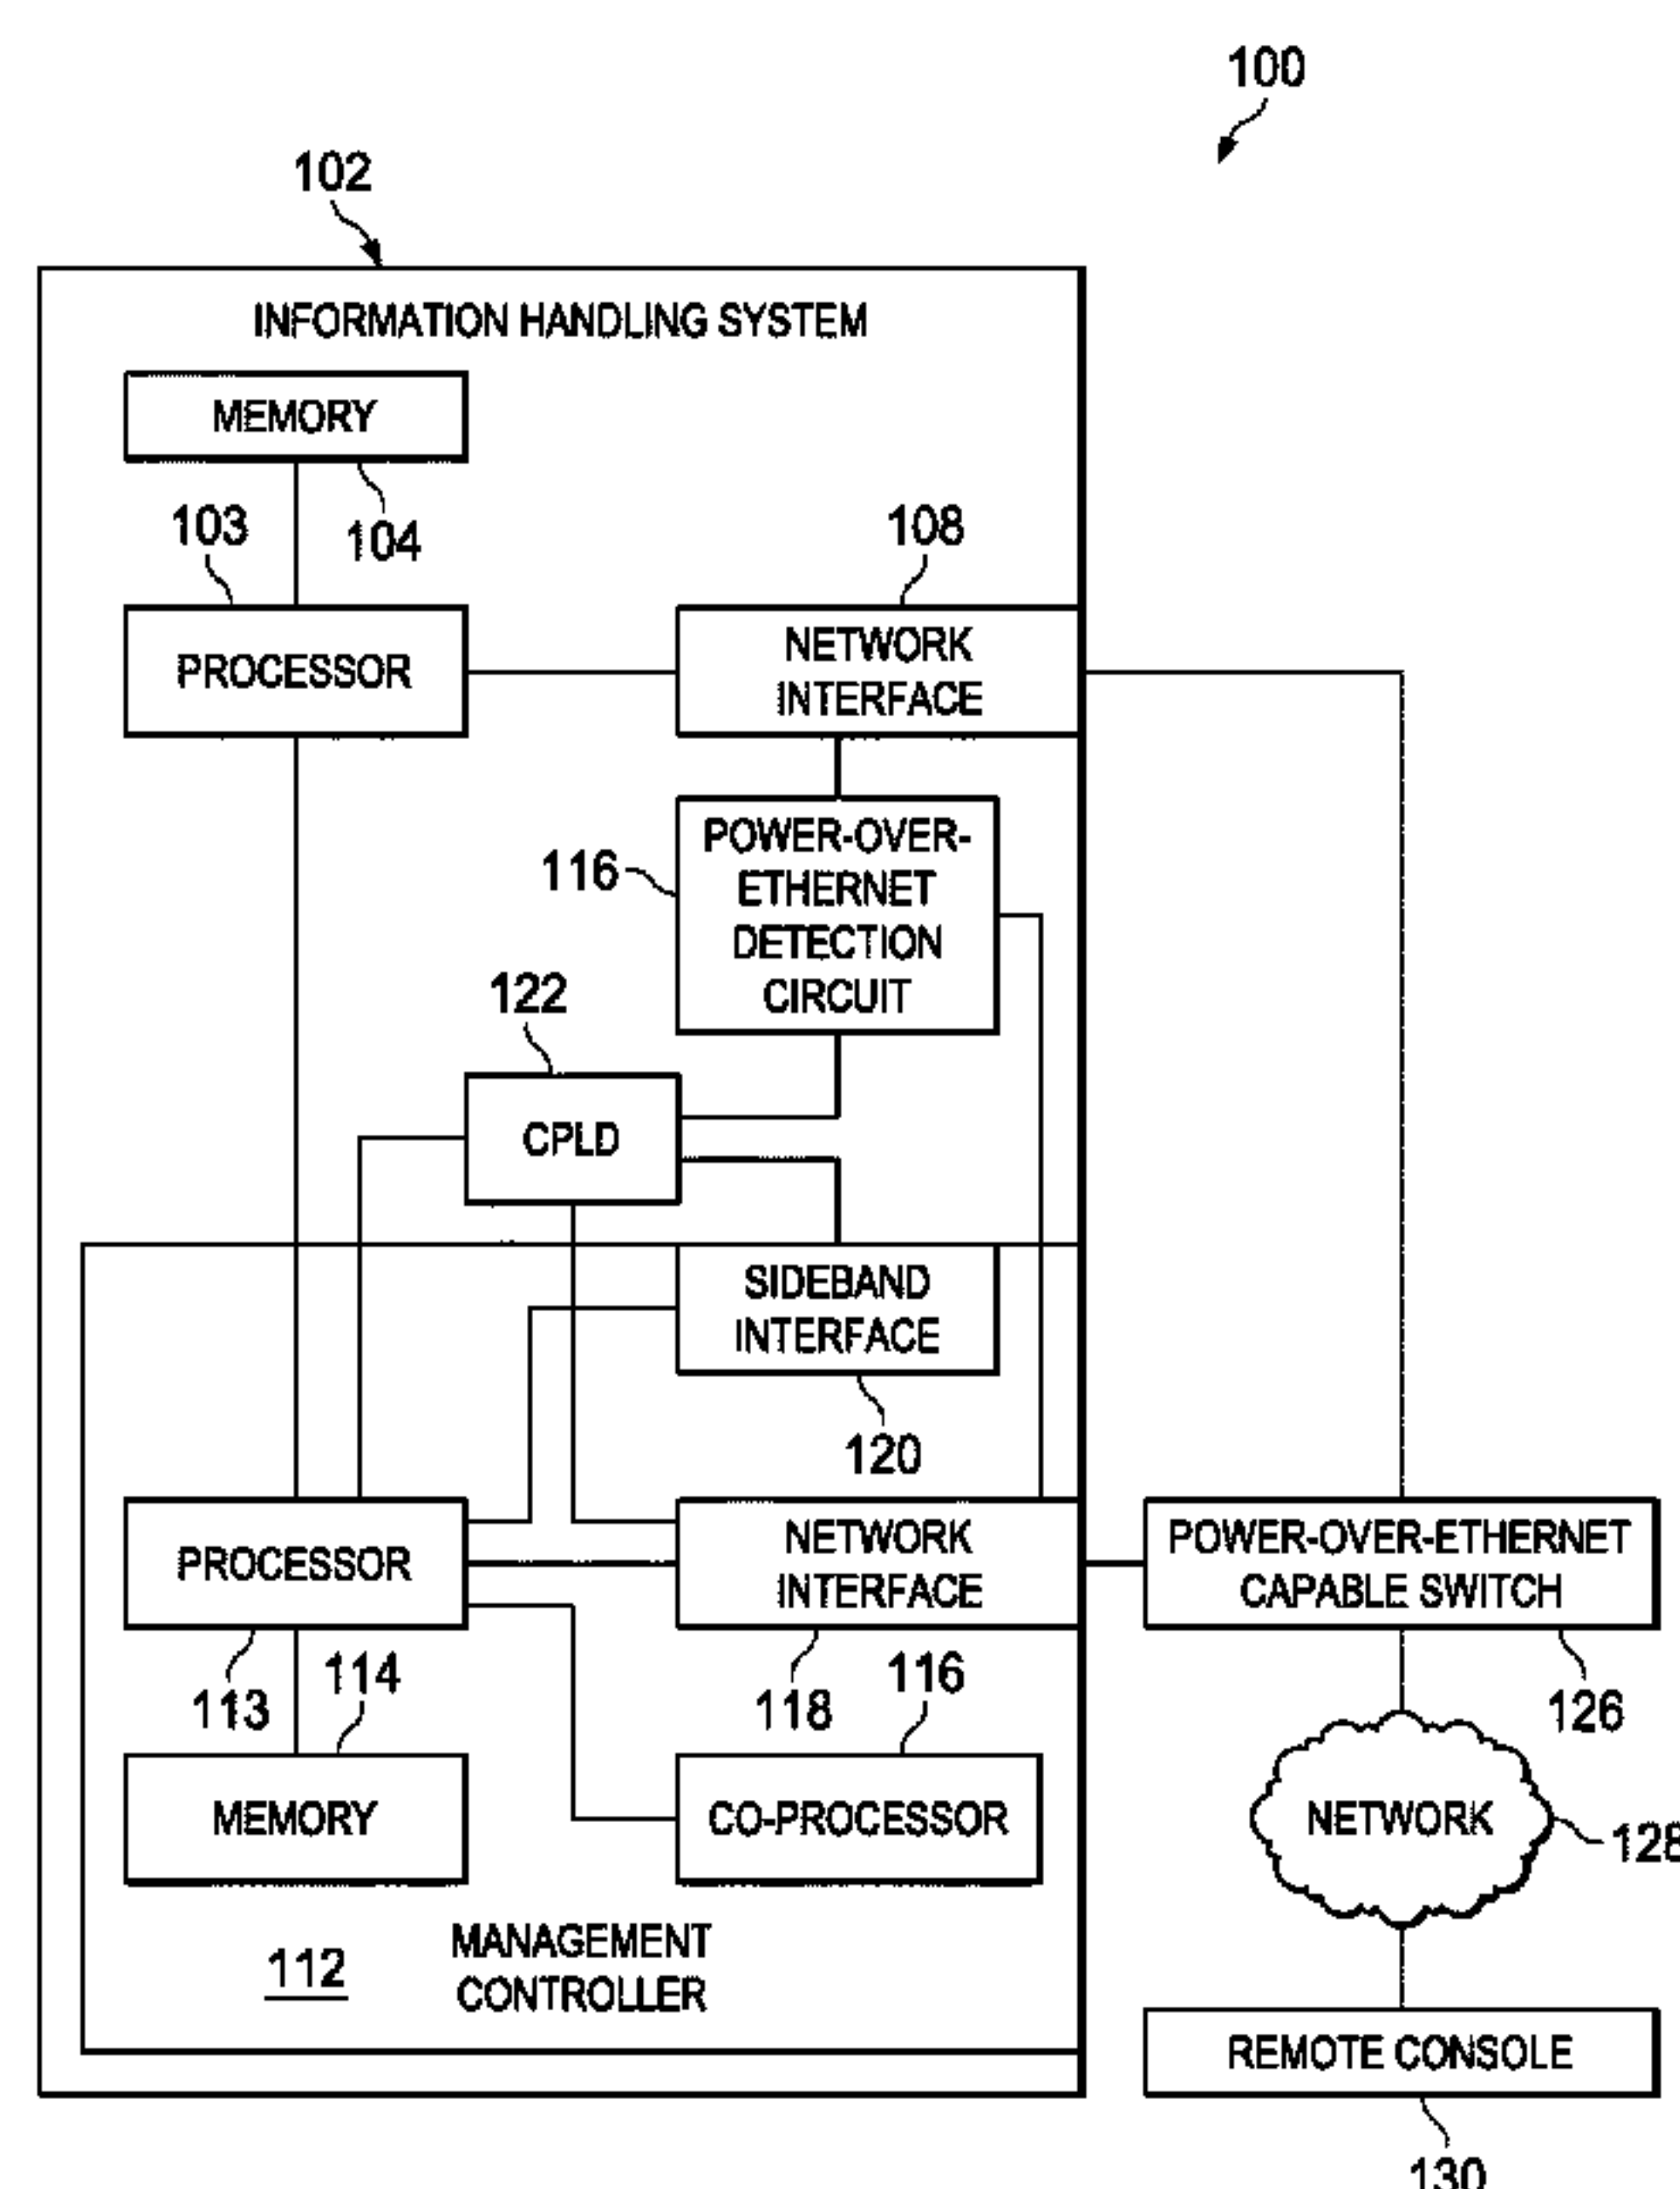 100
102
INFORMATION HANDLING SYSTEM
MEMORY
103
104
108
PROCESSOR
NETWORK
INTERFACE
116
POWER-OVER-
ETHERNET
DETECTION
CIRCUIT
122
CPLD
SIDEBAND
INTERFACE
120
PROCESSOR
NETWORK
INTERFACE
POWER-OVER-ETHERNET
CAPABLE SWITCH
113
114
118
116
126
MEMORY
CO-PROCESSOR
NETWORK
128
112
MANAGEMENT
CONTROLLER
REMOTE CONSOLE
130